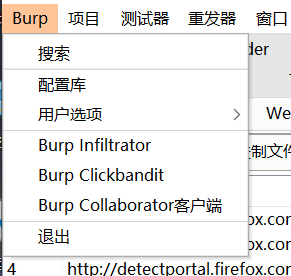 Burp 项目 测试器 重发器 窗口
搜索
der
配置库
用户选项
We
Burp Infiltrator
进制文件
Burp Clickbandit
Burp Collaborator客户端
fox.cor
退出
fox.cor
4 http://detectportal.firefox.cor